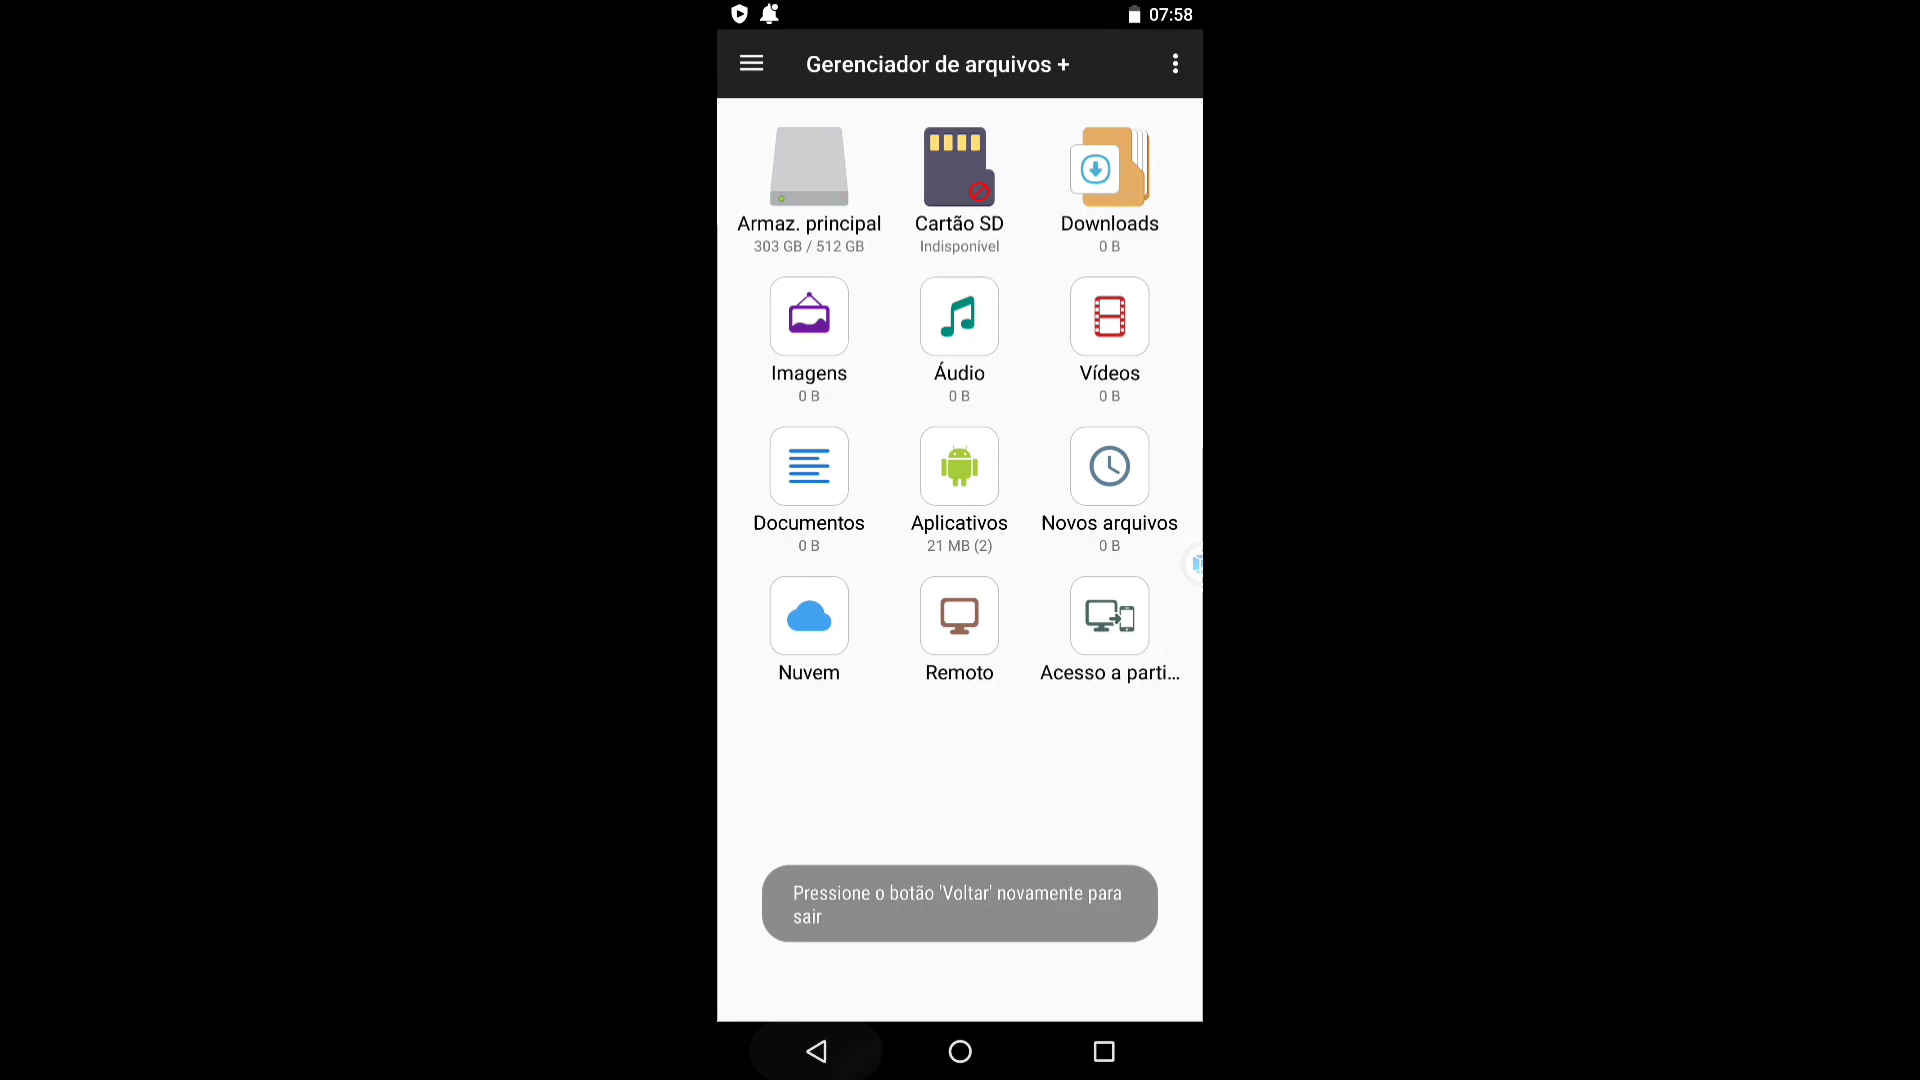 07:58
Gerenciador de arquivos +
Armaz. principal
303 GB / 512 GB
Cartão SD
Indisponível
Downloads
0 B
Imagens
0 B
Áudio
0 B
Vídeos
0 B
Documentos
0 B
Aplicativos
21 MB (2)
Novos arquivos
0 B
Nuvem
Remoto
Acesso a parti...
Pressione o botão 'Voltar' novamente para
sair